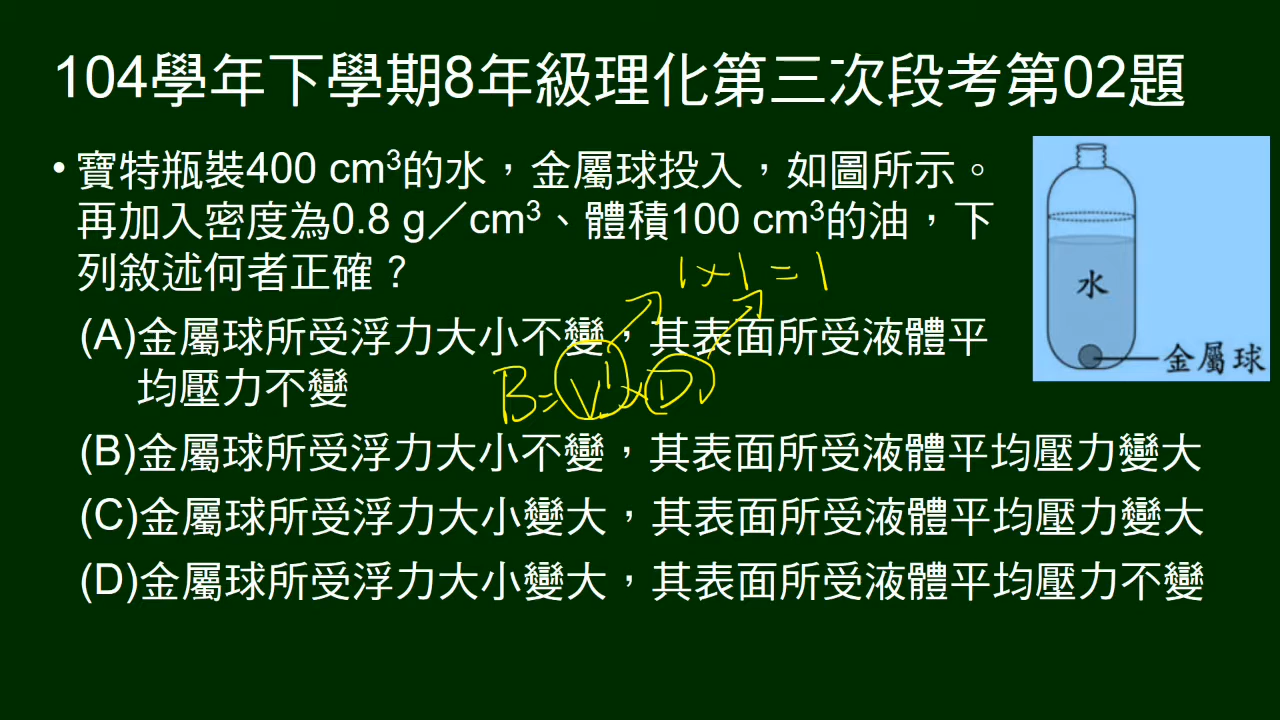 104學年下學期8年級理化第三次段考第02題
• 寶特瓶裝400 cm³的水，金屬球投入，如圖所示。
再加入密度為0.8 g／cm³、體積100 cm³的油，下
列敘述何者正確？
1×1=1
(A)金屬球所受浮力大小不變，其表面所受液體平
均壓力不變
(B)金屬球所受浮力大小不變，其表面所受液體平均壓力變大
(C)金屬球所受浮力大小變大，其表面所受液體平均壓力變大
(D)金屬球所受浮力大小變大，其表面所受液體平均壓力不變
水
金屬球